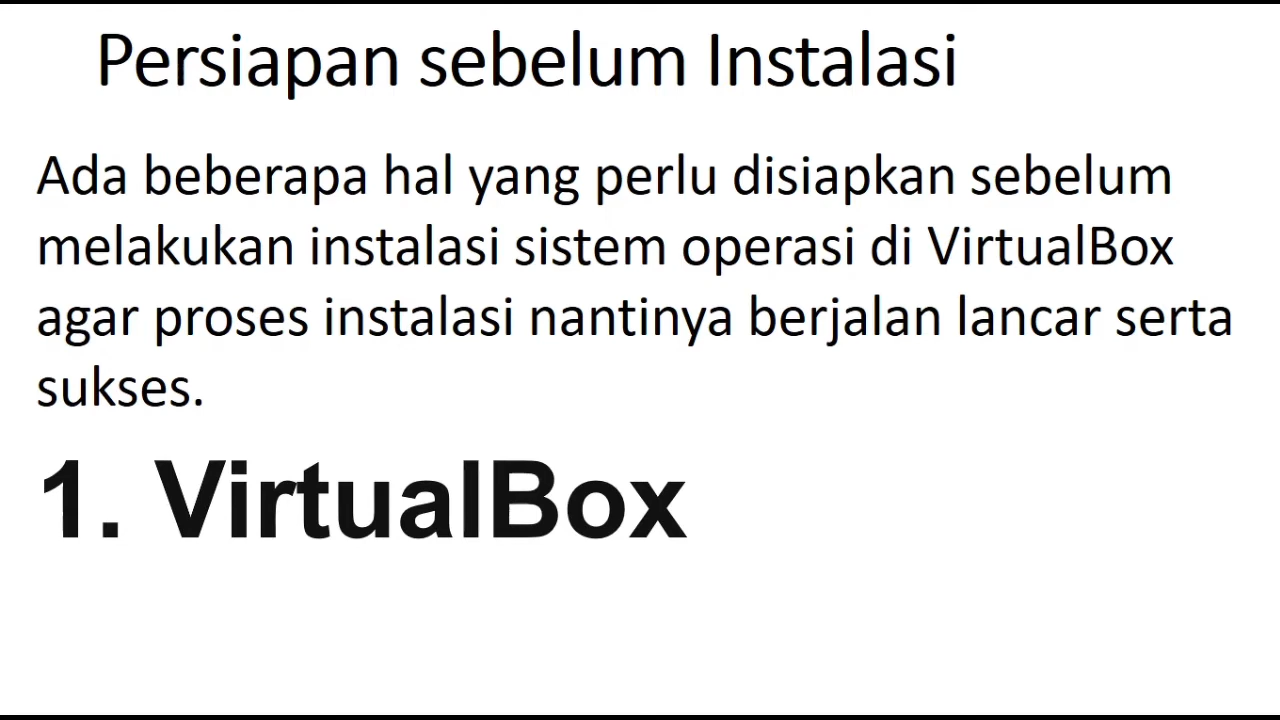 Persiapan sebelum Instalasi
Ada beberapa hal yang perlu disiapkan sebelum
melakukan instalasi sistem operasi di VirtualBox
agar proses instalasi nantinya berjalan lancar serta
sukses.
1. VirtualBox